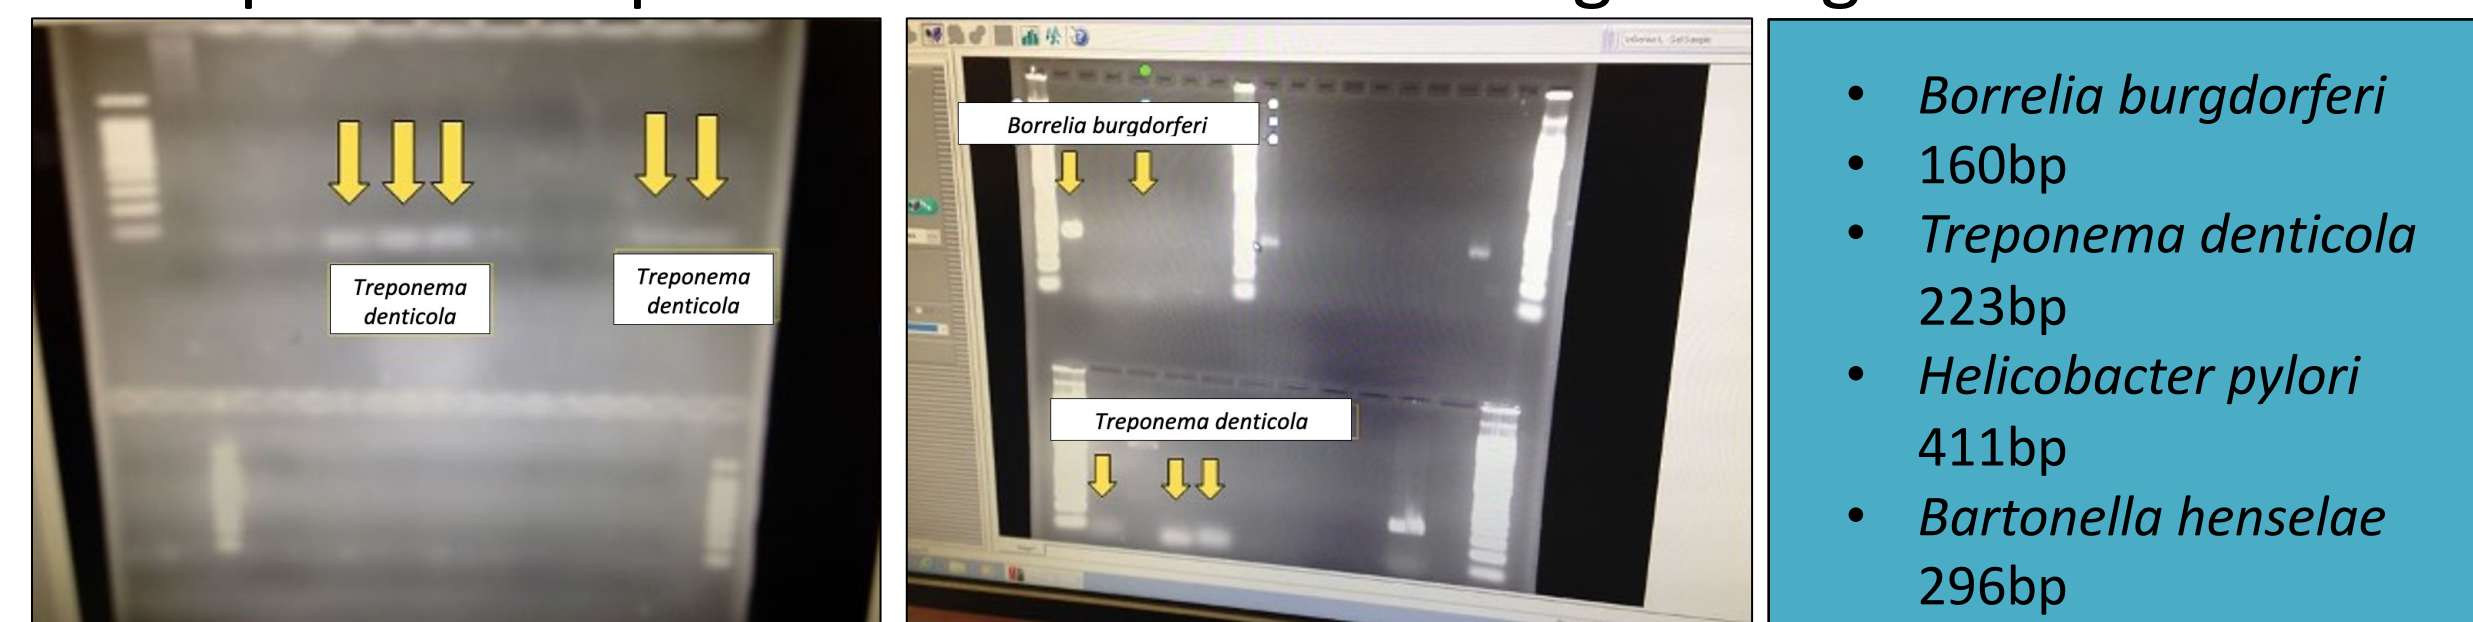 Treponema
denticola
Treponema
denticola
Borrelia burgdorferi
Treponema denticola
• Borrelia burgdorferi
• 160bp
• Treponema denticola
223bp
• Helicobacter pylori
411bp
• Bartonella henselae
296bp